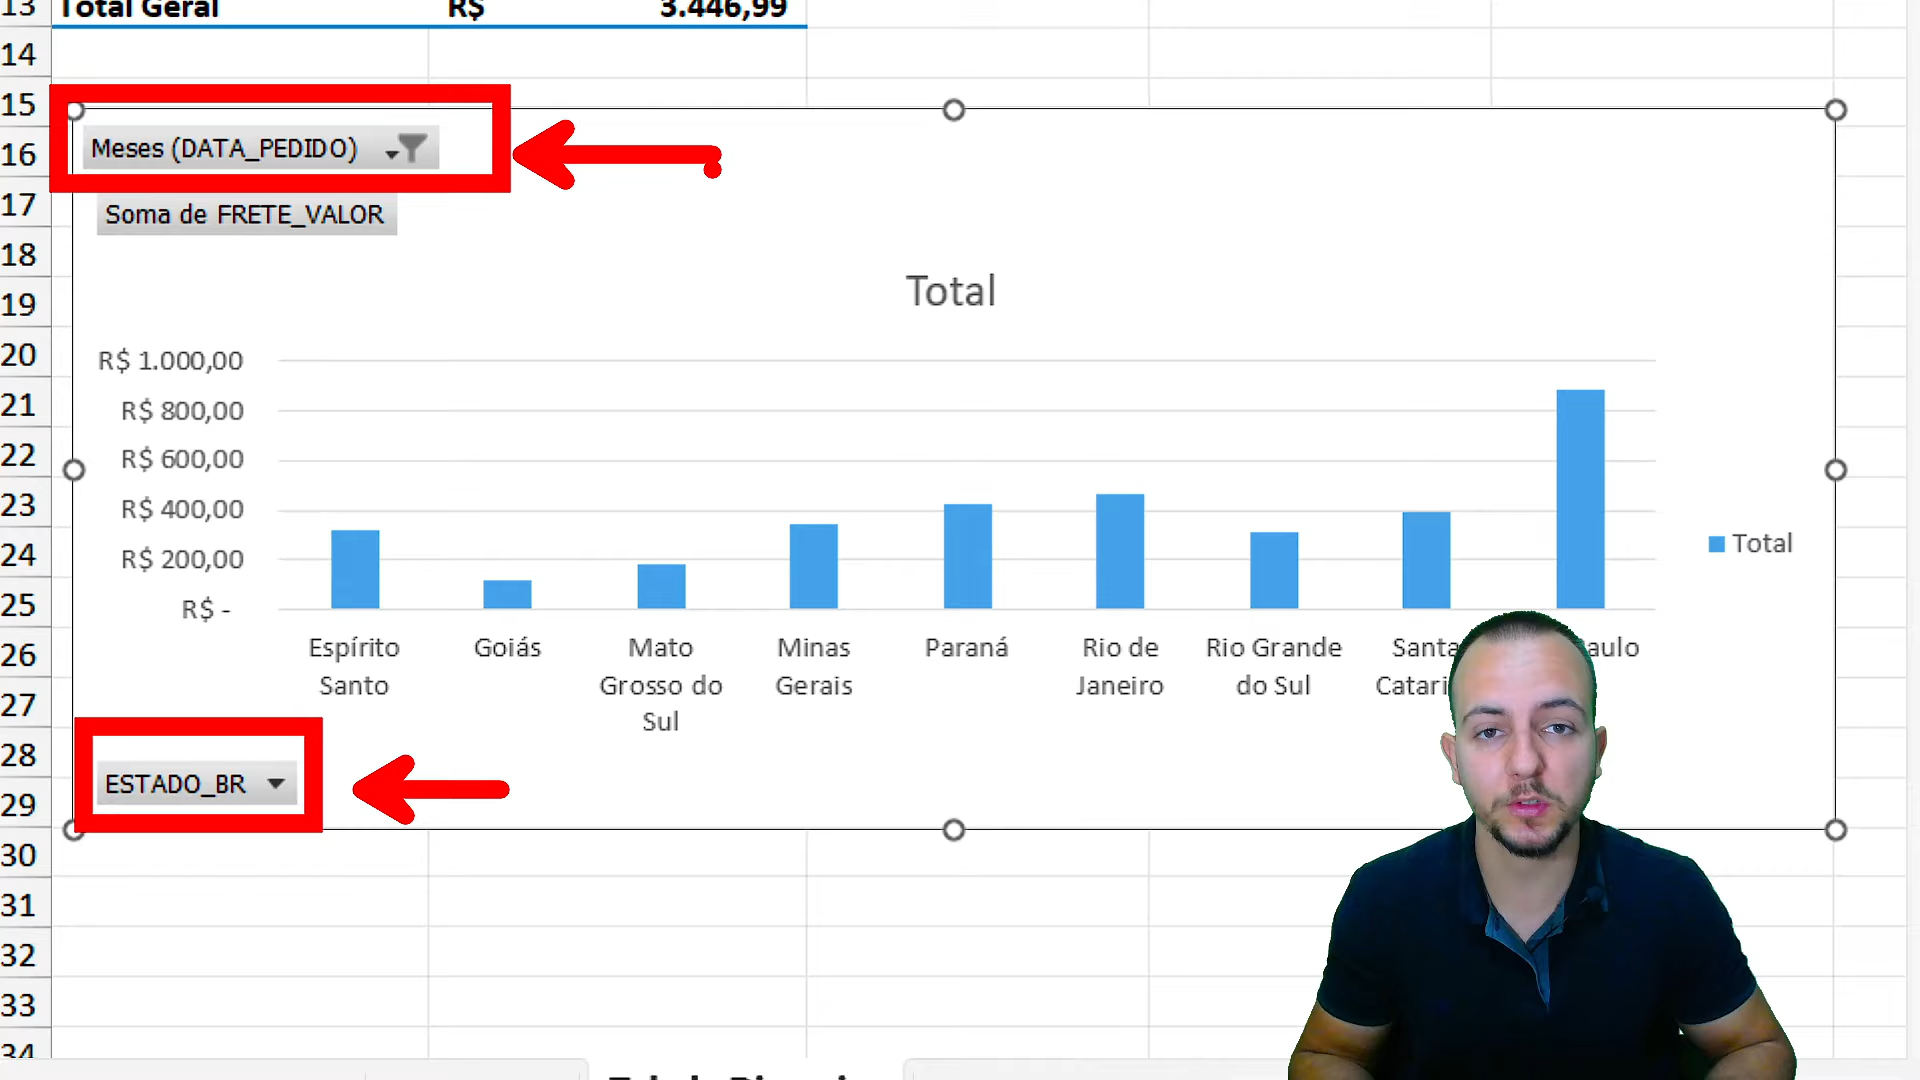 13 Total Geral R$ 3.446,99
14
15
16 Meses (DATA_PEDIDO)
17 Soma de FRETE_VALOR
18
19 Total
20 R$ 1.000,00
21 R$ 800,00
22 R$ 600,00
23 R$ 400,00
24 R$ 200,00 Total
25 R$ -
26 Espírito Goiás Mato Minas Paraná Rio de Rio Grande Santa
Santo Grosso do Gerais Janeiro do Sul
27 Sul
28 ESTADO_BR
29
30
31
32
33
34